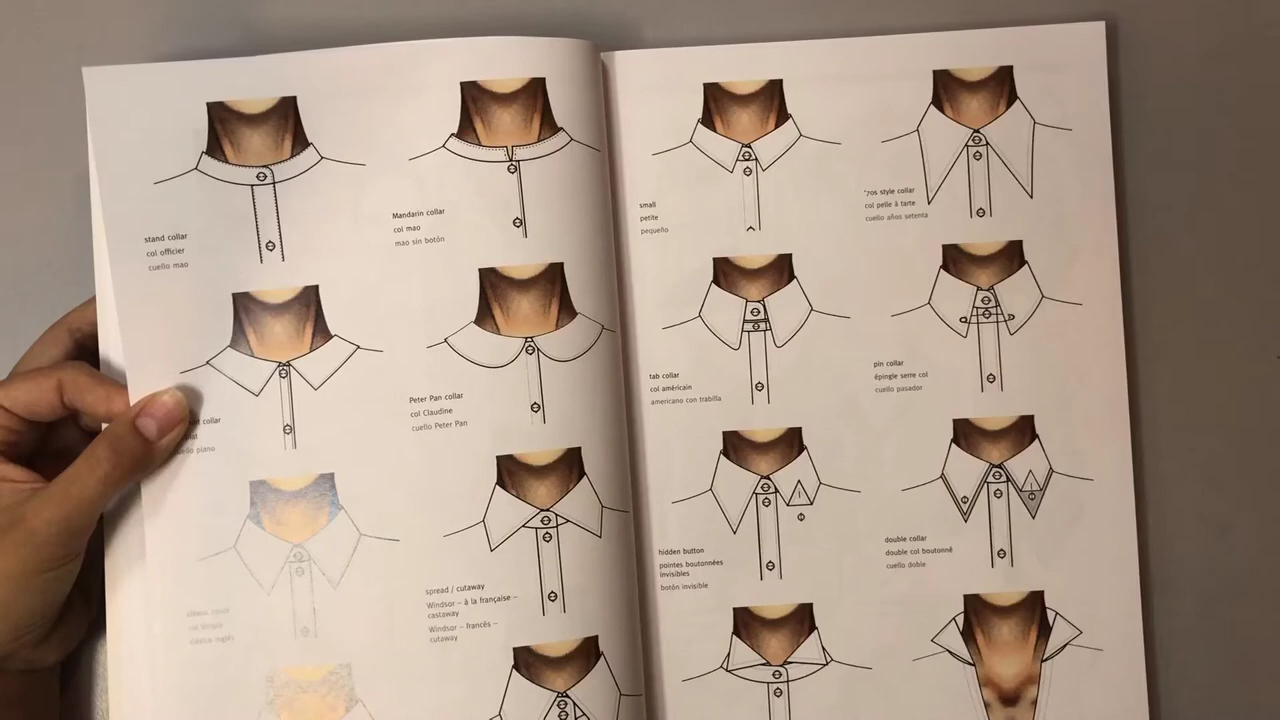 stand collar
col officier
cuello mao
Mandarin collar
col mao
mao sin botón
collar
piano
Peter Pan collar
col Claudine
cuello Peter Pan
spread / cutaway
Windsor – à la française –
castaway
Windsor – francés –
cutaway
small
petite
pequeño
'70s style collar
col pelle à tarte
cuello años setenta
tab collar
col américain
americano con trabilla
pin collar
épingle serre col
cuello pasador
hidden button
pointes boutonnées
invisibles
botón invisible
double collar
double col boutonné
cuello doble